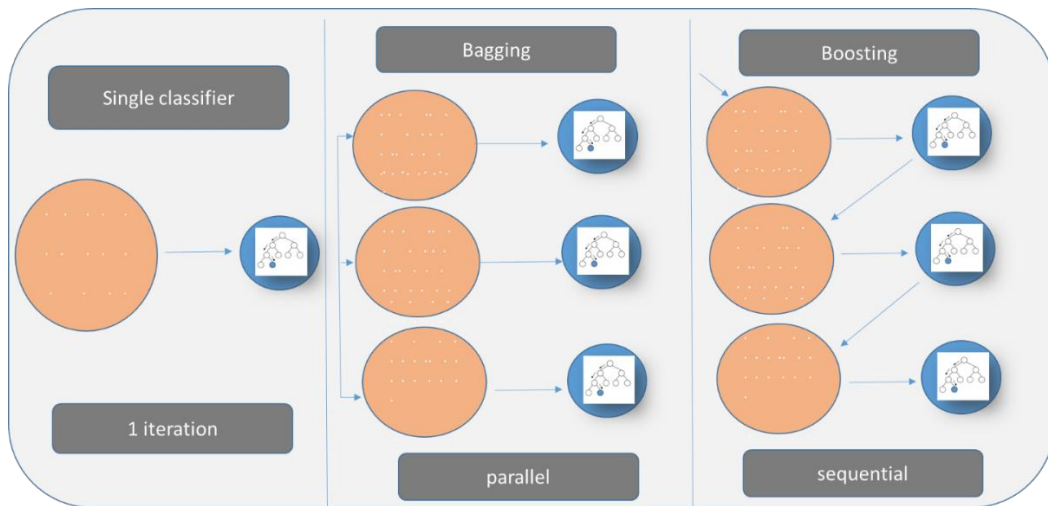 Single classifier
1 iteration
Bagging
parallel
Boosting
sequential